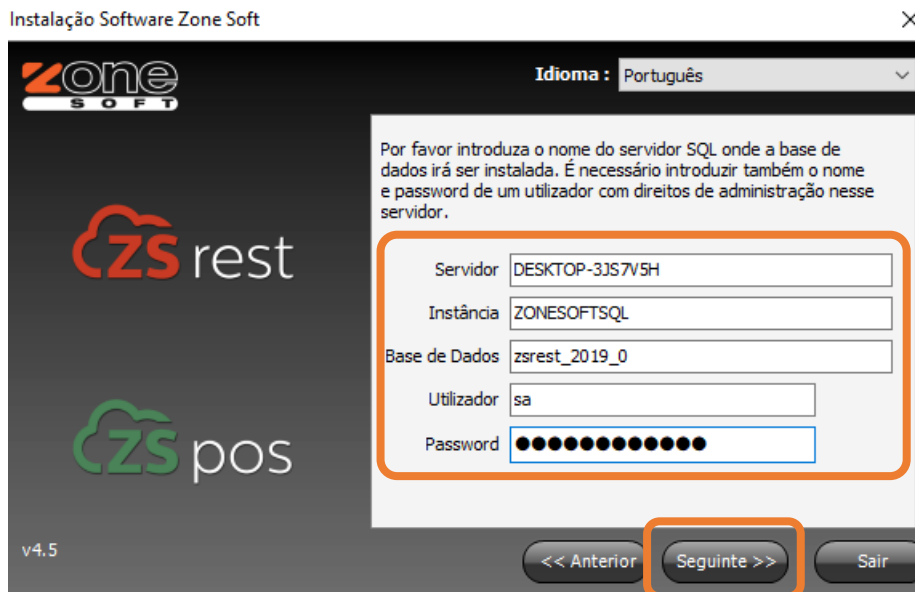 Instalação Software Zone Soft
zone
SOFT
Idioma : Português
Por favor introduza o nome do servidor SQL onde a base de
dados irá ser instalada. É necessário introduzir também o nome
e password de um utilizador com direitos de administração nesse
servidor.
zs rest
Servidor DESKTOP-3JS7V5H
Instância ZONESOFTSQL
Base de Dados zsrest_2019_0
Utilizador sa
Password ●●●●●●●●●●●●
zs pos
v4.5
<< Anterior
Seguinte >>
Sair